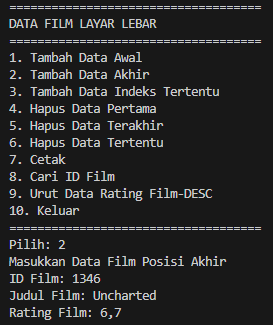 ====================================
DATA FILM LAYAR LEBAR
====================================
1. Tambah Data Awal
2. Tambah Data Akhir
3. Tambah Data Indeks Tertentu
4. Hapus Data Pertama
5. Hapus Data Terakhir
6. Hapus Data Tertentu
7. Cetak
8. Cari ID Film
9. Urut Data Rating Film-DESC
10. Keluar
====================================
Pilih: 2
Masukkan Data Film Posisi Akhir
ID Film: 1346
Judul Film: Uncharted
Rating Film: 6,7